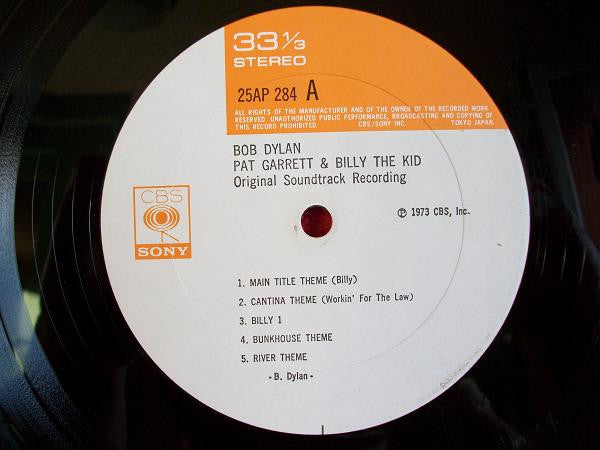 33 1/3
STEREO
25AP 284 A
ALL RIGHTS OF THE MANUFACTURER AND OF THE OWNER OF THE RECORDED WORK
RESERVED. UNAUTHORIZED PUBLIC PERFORMANCE, BROADCASTING AND COPYING OF
THIS RECORD PROHIBITED. CBS/SONY INC. TOKYO, JAPAN.
BOB DYLAN
PAT GARRETT & BILLY THE KID
Original Soundtrack Recording
CBS
SONY
℗ 1973 CBS, Inc.
1. MAIN TITLE THEME (Billy)
2. CANTINA THEME (Workin' For The Law)
3. BILLY 1
4. BUNKHOUSE THEME
5. RIVER THEME
- B. Dylan -